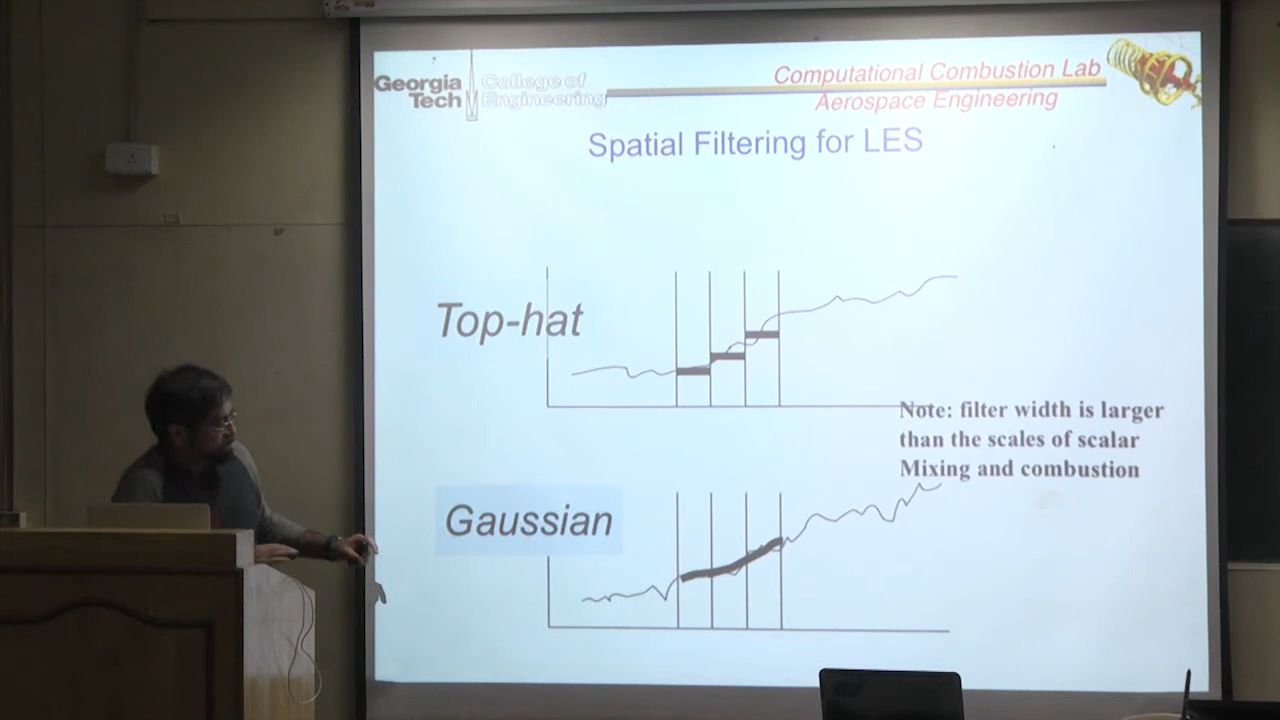 Georgia
Tech
College of
Engineering
Computational Combustion Lab
Aerospace Engineering
Spatial Filtering for LES
Top-hat
Note: filter width is larger
than the scales of scalar
Mixing and combustion
Gaussian